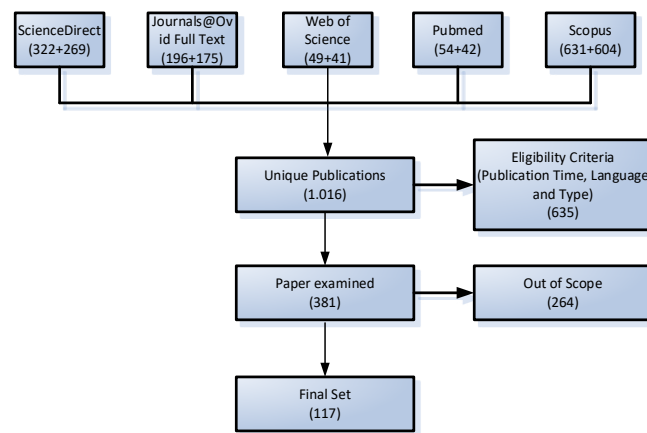 ScienceDirect
(322+269)
Journals@Ov
id Full Text
(196+175)
Web of
Science
(49+41)
Pubmed
(54+42)
Scopus
(631+604)
Unique Publications
(1.016)
Eligibility Criteria
(Publication Time, Language
and Type)
(635)
Paper examined
(381)
Out of Scope
(264)
Final Set
(117)